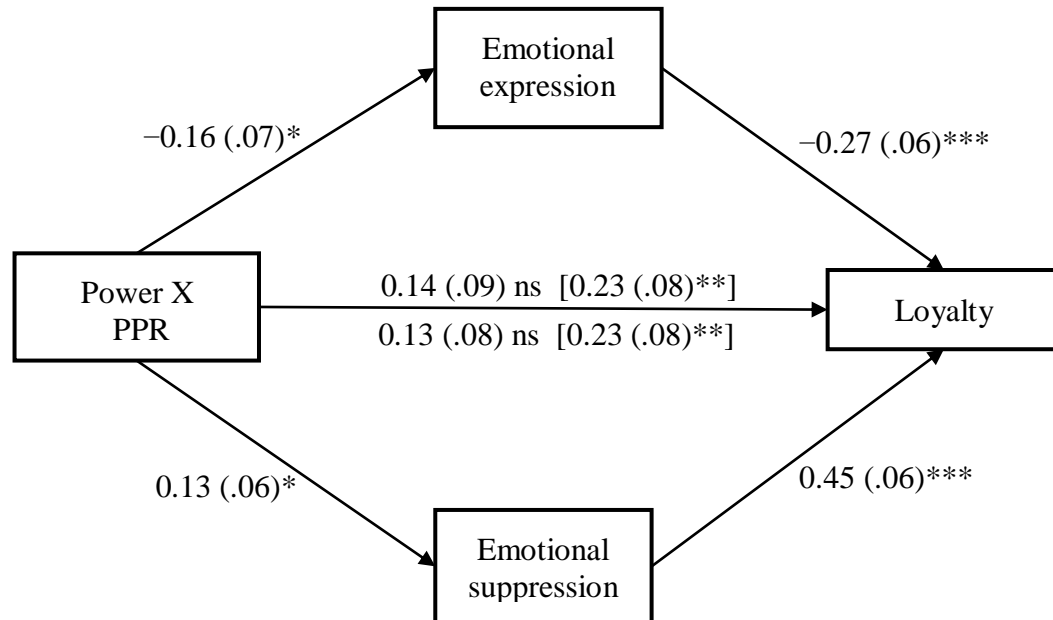 Emotional
expression
−0.16 (.07)*
−0.27 (.06)***
Power X
PPR
0.14 (.09) ns [0.23 (.08)**]
0.13 (.08) ns [0.23 (.08)**]
Loyalty
0.13 (.06)*
0.45 (.06)***
Emotional
suppression